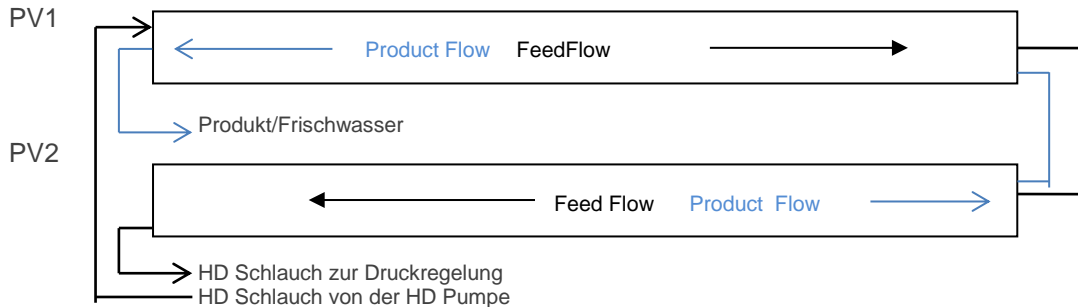 PV1
Product Flow FeedFlow
Produkt/Frischwasser
PV2
Feed Flow Product Flow
HD Schlauch zur Druckregelung
HD Schlauch von der HD Pumpe